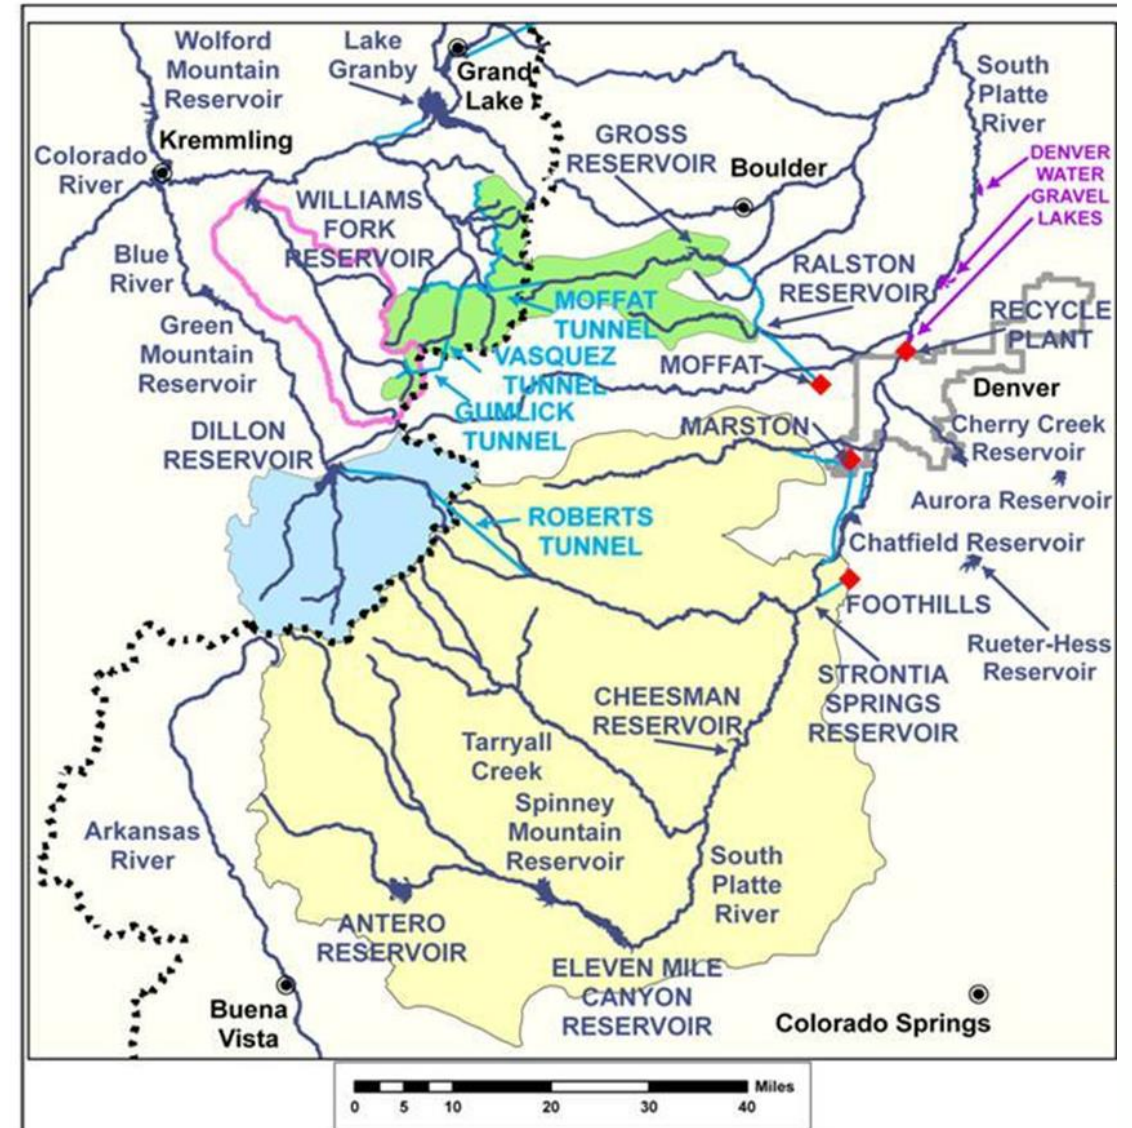 Wolford
Mountain
Reservoir
Lake
Granby
Grand
Lake
South
Platte
River
Kremmling
Colorado
River
GROSS
RESERVOIR
Boulder
DENVER
WATER
GRAVEL
LAKES
WILLIAMS
FORK
RESERVOIR
Blue
River
RALSTON
RESERVOIR
MOFFAT
TUNNEL
RECYCLE
PLANT
Green
Mountain
Reservoir
VASQUEZ
TUNNEL
MOFFAT
Denver
GUMLICK
TUNNEL
DILLON
RESERVOIR
MARSTON
Cherry Creek
Reservoir
Aurora Reservoir
ROBERTS
TUNNEL
Chatfield Reservoir
FOOTHILLS
Rueter-Hess
Reservoir
STRONTIA
SPRINGS
RESERVOIR
CHEESMAN
RESERVOIR
Tarryall
Creek
Spinney
Mountain
Reservoir
Arkansas
River
South
Platte
River
ANTERO
RESERVOIR
ELEVEN MILE
CANYON
RESERVOIR
Buena
Vista
Colorado Springs
Miles
0 5 10 20 30 40